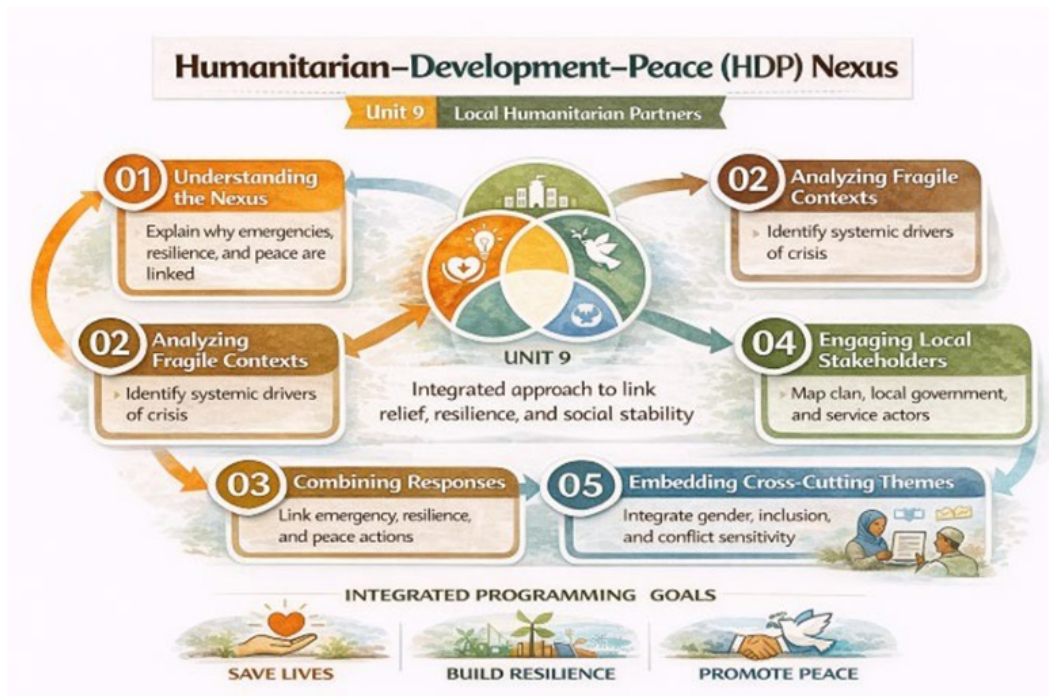 Humanitarian–Development–Peace (HDP) Nexus
Unit 9 Local Humanitarian Partners
01 Understanding
the Nexus
Explain why emergencies,
resilience, and peace are
linked
02 Analyzing Fragile
Contexts
Identify systemic drivers
of crisis
02 Analyzing
Fragile Contexts
Identify systemic drivers
of crisis
UNIT 9
Integrated approach to link
relief, resilience, and social stability
04 Engaging Local
Stakeholders
Map clan, local government,
and service actors
03 Combining Responses
Link emergency, resilience,
and peace actions
05 Embedding Cross-Cutting Themes
Integrate gender, inclusion,
and conflict sensitivity
INTEGRATED PROGRAMMING GOALS
SAVE LIVES
BUILD RESILIENCE
PROMOTE PEACE